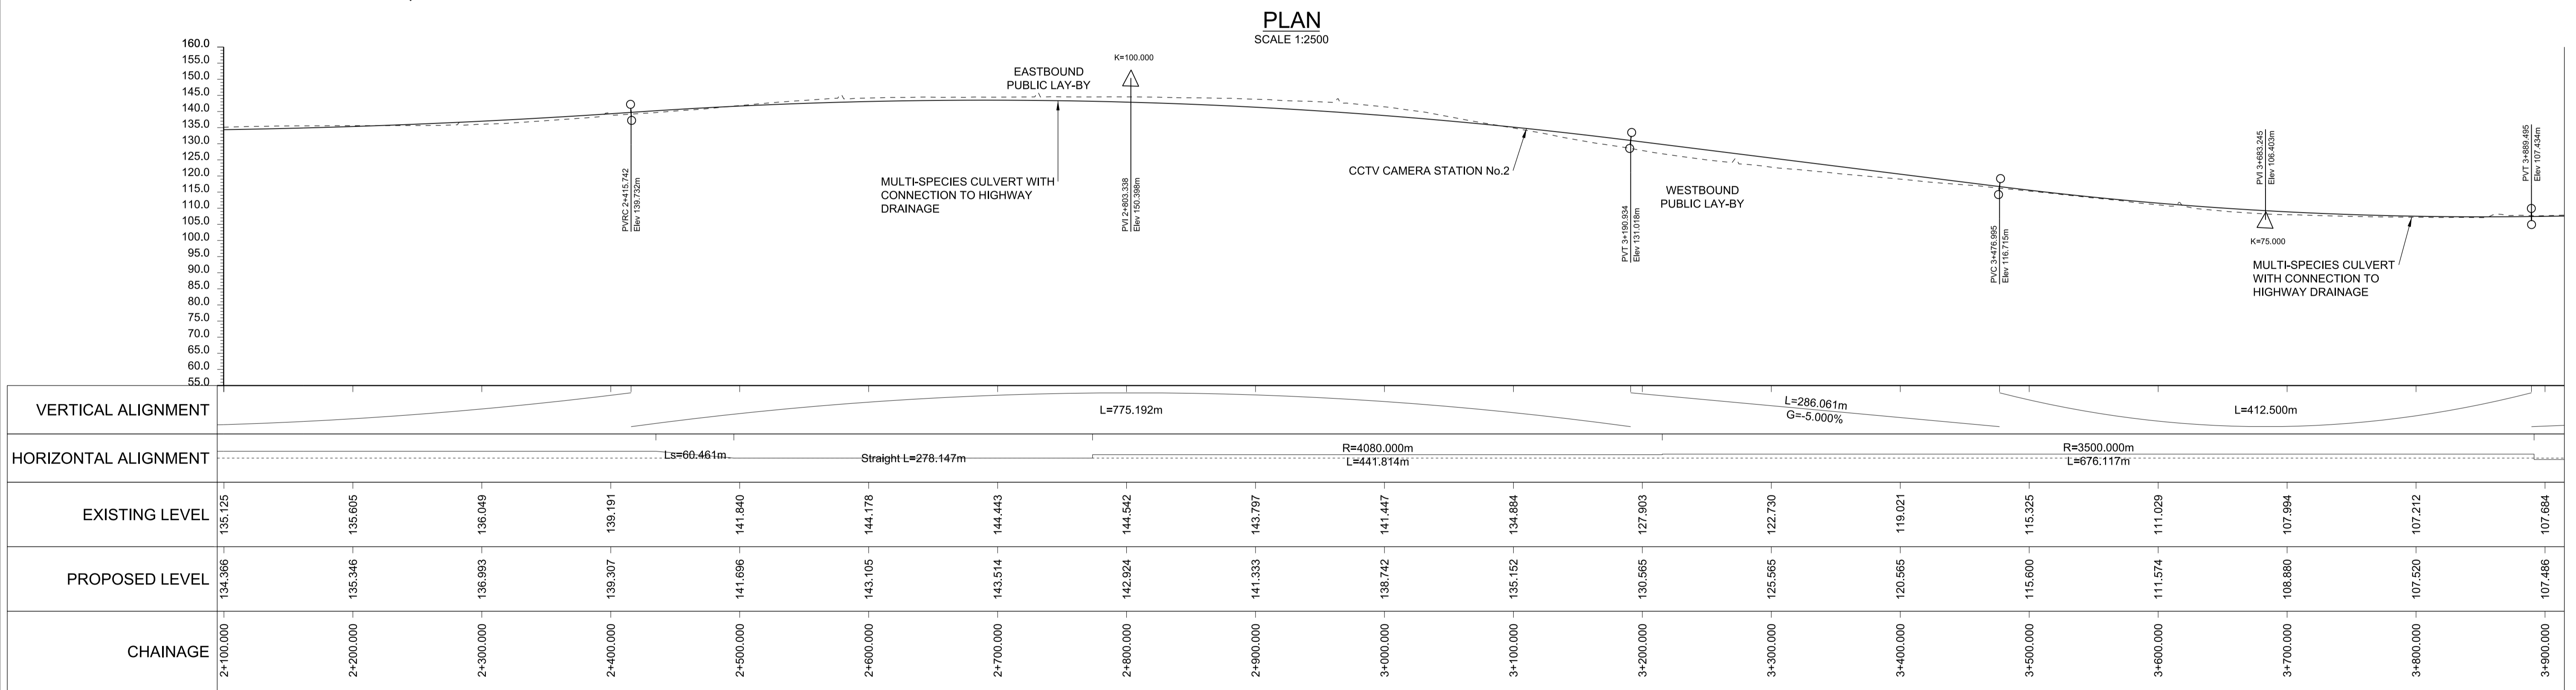 PLAN
SCALE 1:2500
160.0
155.0
150.0
145.0
140.0
135.0
130.0
125.0
120.0
115.0
110.0
105.0
100.0
95.0
90.0
85.0
80.0
75.0
70.0
65.0
60.0
55.0
PVRC 2+415.742
Elev 139.732m
MULTI-SPECIES CULVERT WITH
CONNECTION TO HIGHWAY
DRAINAGE
EASTBOUND
PUBLIC LAY-BY
K=100.000
PVI 2+803.338
Elev 150.398m
CCTV CAMERA STATION No.2
PVT 3+190.934
Elev 131.018m
WESTBOUND
PUBLIC LAY-BY
PVC 3+476.995
Elev 116.715m
PVI 3+683.245
Elev 106.403m
K=75.000
MULTI-SPECIES CULVERT
WITH CONNECTION TO
HIGHWAY DRAINAGE
PVT 3+889.495
Elev 107.434m
VERTICAL ALIGNMENT
L=775.192m
L=286.061m
G=-5.000%
L=412.500m
HORIZONTAL ALIGNMENT
Ls=60.461m
Straight L=278.147m
R=4080.000m
L=441.814m
R=3500.000m
L=676.117m
EXISTING LEVEL
135.125
135.605
136.049
139.191
141.840
144.178
144.443
144.542
143.797
141.447
134.884
127.903
122.730
119.021
115.325
111.029
107.994
107.212
107.684
PROPOSED LEVEL
134.366
135.346
136.993
139.307
141.696
143.105
143.514
142.924
141.333
138.742
135.152
130.565
125.565
120.565
115.600
111.574
108.880
107.520
107.486
CHAINAGE
2+100.000
2+200.000
2+300.000
2+400.000
2+500.000
2+600.000
2+700.000
2+800.000
2+900.000
3+000.000
3+100.000
3+200.000
3+300.000
3+400.000
3+500.000
3+600.000
3+700.000
3+800.000
3+900.000